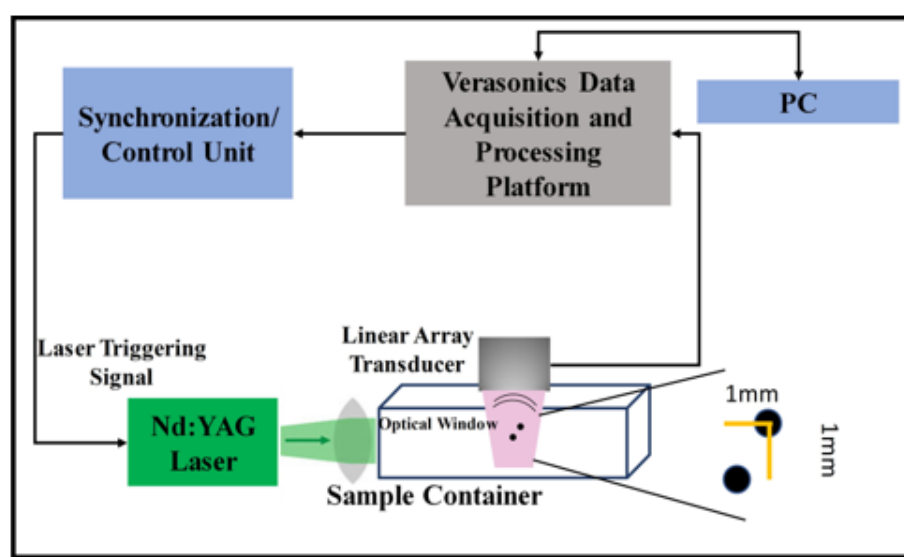 Synchronization/
Control Unit
Verasonics Data
Acquisition and
Processing
Platform
PC
Laser Triggering
Signal
Linear Array
Transducer
Nd:YAG
Laser
Optical Window
Sample Container
1mm
1mm